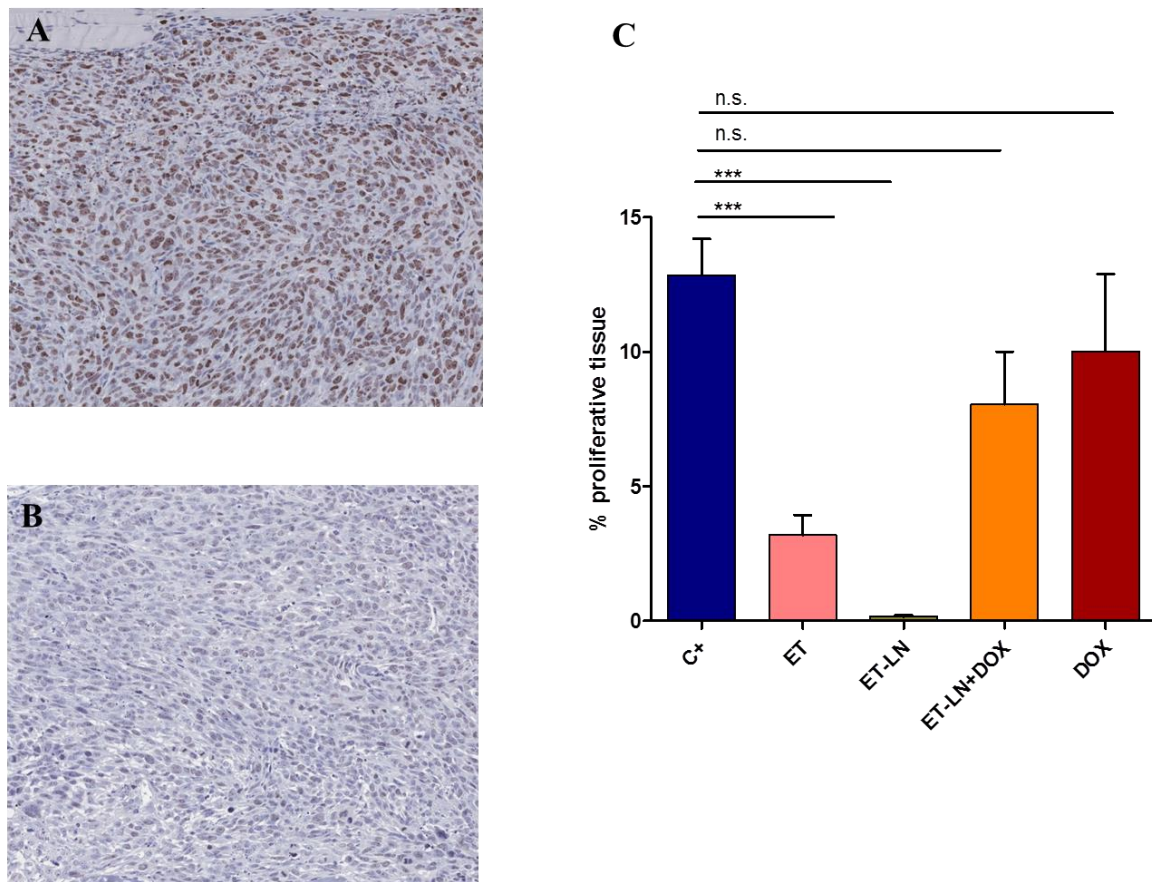 A
B
C
n.s.
n.s.
***
***
15
10
5
0
% proliferative tissue
C+
ET
ET-LN
ET-LN+DOX
DOX